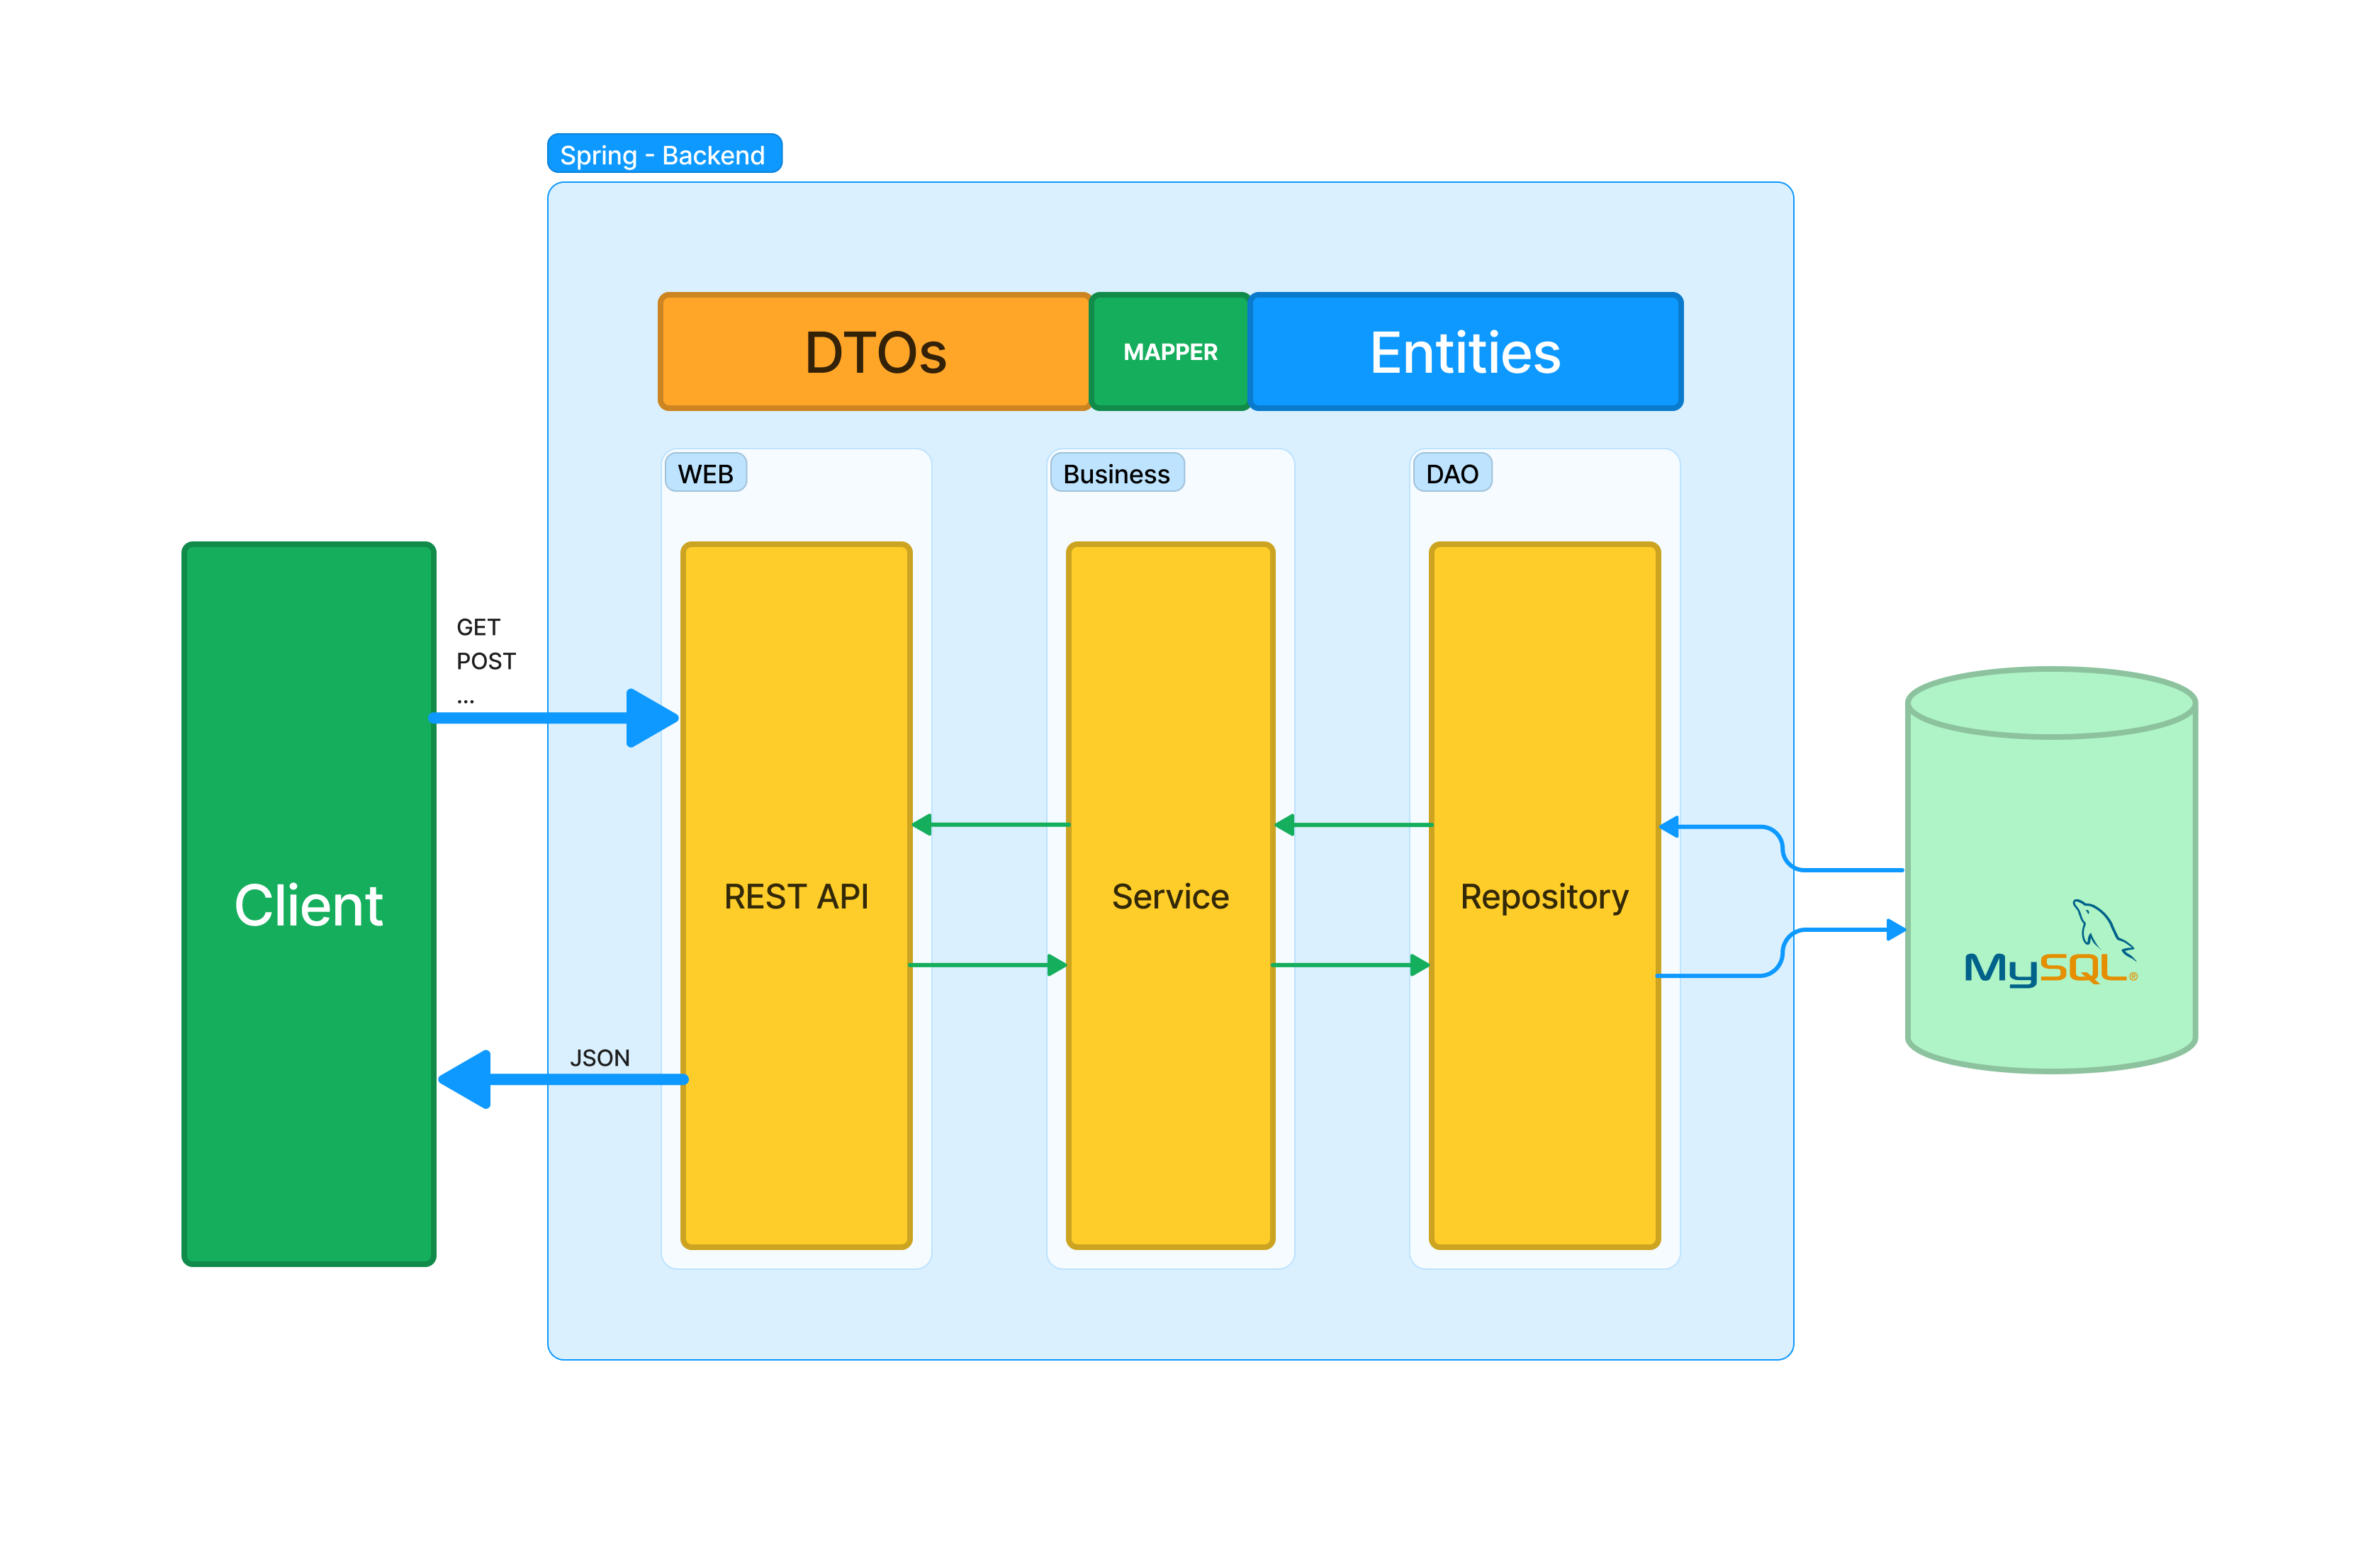 Spring - Backend
DTOs
MAPPER
Entities
WEB
Business
DAO
GET
POST
...
Client
REST API
Service
Repository
MySQL®
JSON